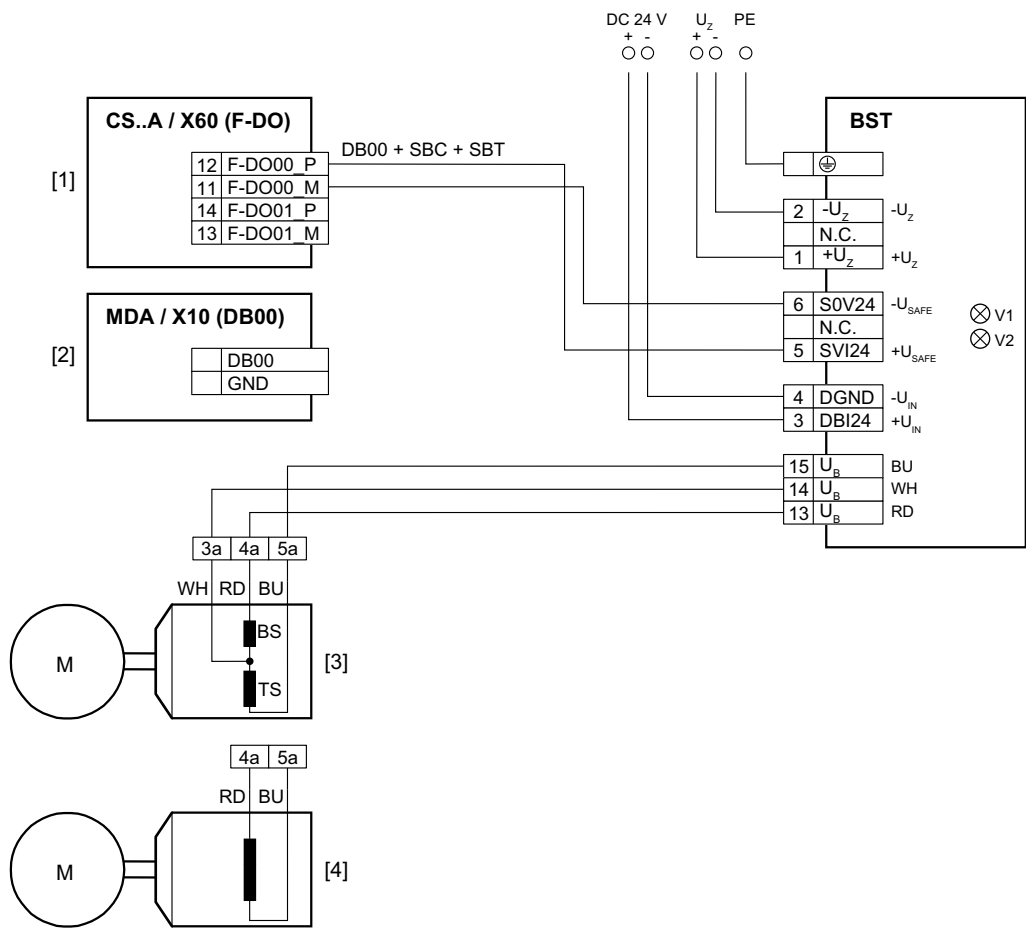 DC 24 V U_Z PE
+ - + -
CS..A / X60 (F-DO)
BST
DB00 + SBC + SBT
[1]
12 F-DO00_P
11 F-DO00_M
14 F-DO01_P
13 F-DO01_M
2 -U_Z -U_Z
N.C.
1 +U_Z +U_Z
MDA / X10 (DB00)
[2]
DB00
GND
6 S0V24 -U_SAFE
N.C.
5 SVI24 +U_SAFE
V1
V2
4 DGND -U_IN
3 DBI24 +U_IN
15 U_B BU
14 U_B WH
13 U_B RD
3a 4a 5a
WH RD BU
M
BS
TS
[3]
4a 5a
RD BU
M
[4]